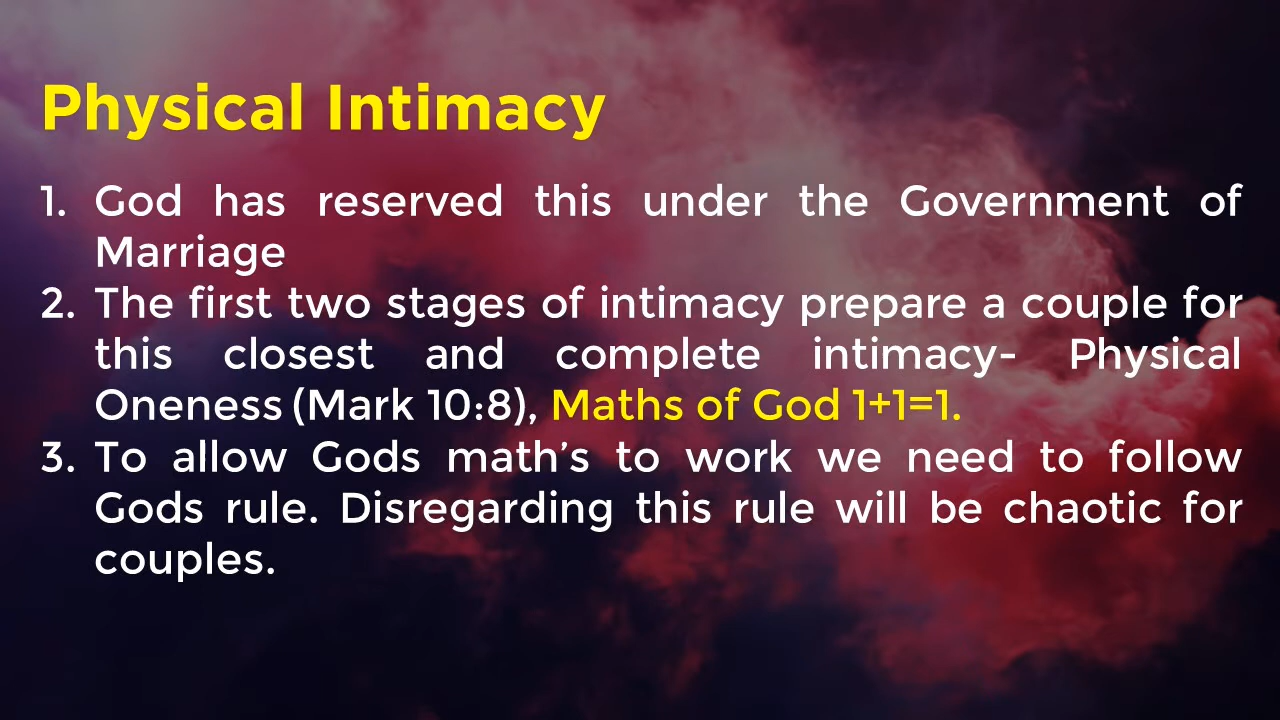 Physical Intimacy
1. God has reserved this under the Government of
Marriage
2. The first two stages of intimacy prepare a couple for
this closest and complete intimacy- Physical
Oneness (Mark 10:8), Maths of God 1+1=1.
3. To allow Gods math’s to work we need to follow
Gods rule. Disregarding this rule will be chaotic for
couples.